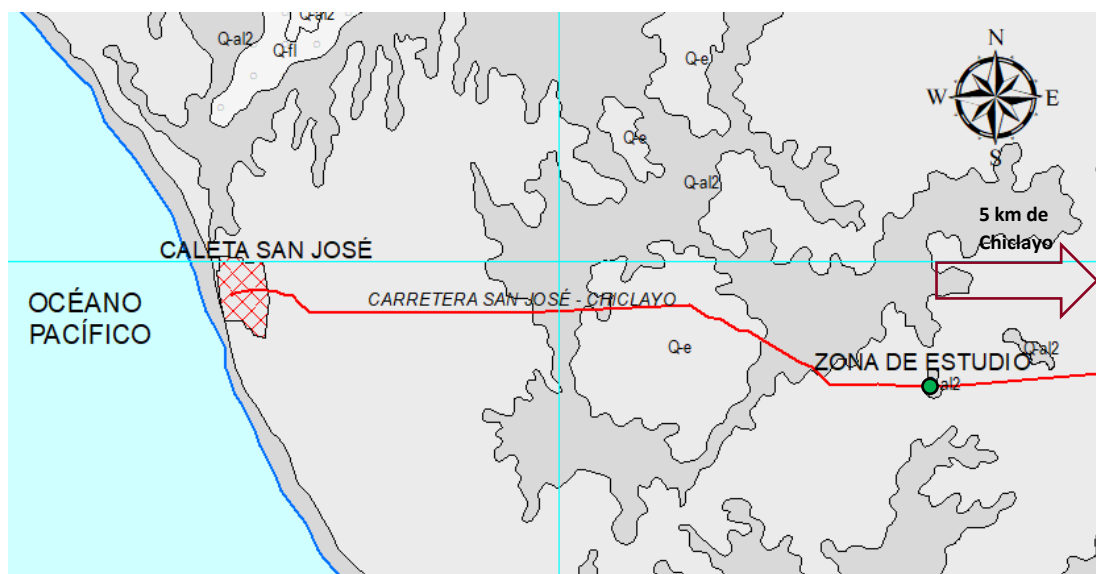 Q-al2
Q-al2
Q-fl
Q-e
N
W
E
S
Q-e
Q-al2
5 km de
Chiclayo
CALETA SAN JOSÉ
OCÉANO
PACÍFICO
CARRETERA SAN JOSÉ - CHICLAYO
Q-e
Q-al2
ZONA DE ESTUDIO
al2